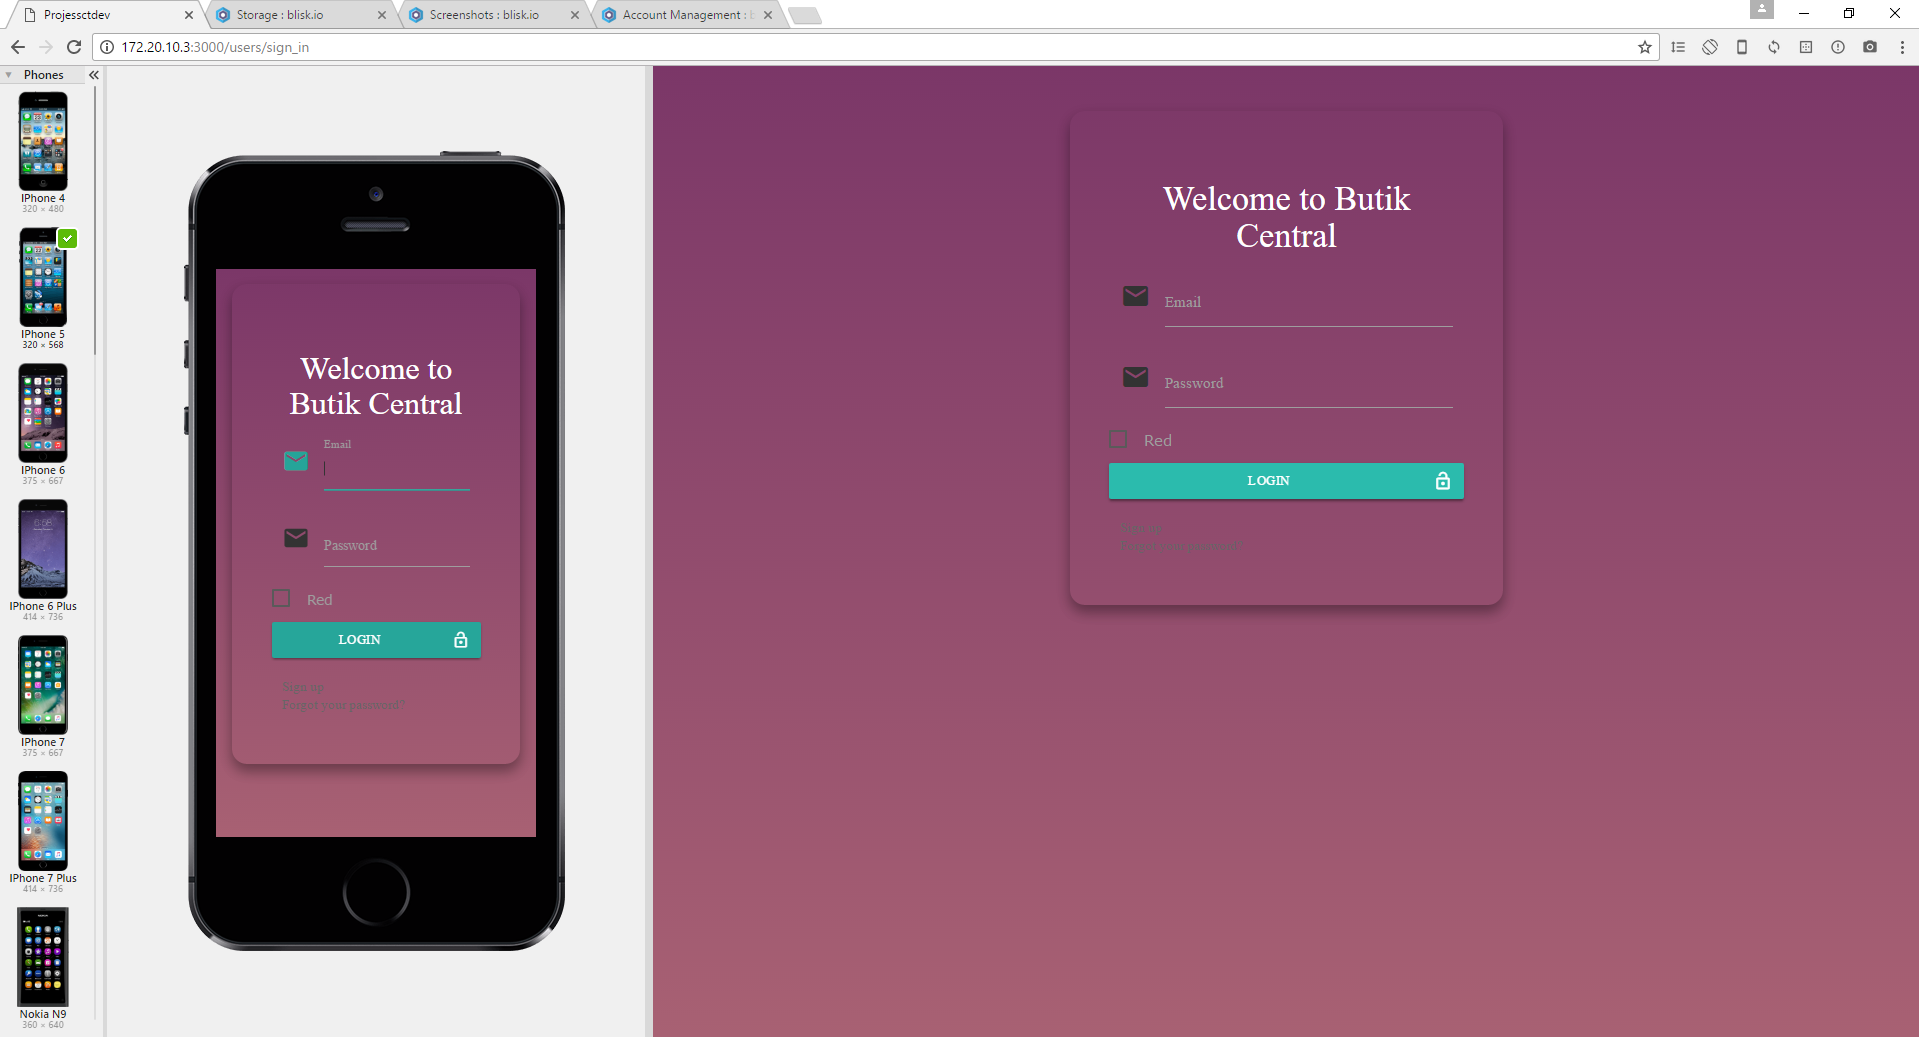 Projessctdev
Storage : blisk.io
Screenshots : blisk.io
Account Management :
172.20.10.3:3000/users/sign_in
Phones
IPhone 4
320 × 480
IPhone 5
320 × 568
IPhone 6
375 × 667
IPhone 6 Plus
414 × 736
IPhone 7
375 × 667
IPhone 7 Plus
414 × 736
Nokia N9
360 × 640
Welcome to
Butik Central
Email
Password
Red
LOGIN
Sign up
Forgot your password?
Welcome to Butik
Central
Email
Password
Red
LOGIN
Sign up
Forgot your password?